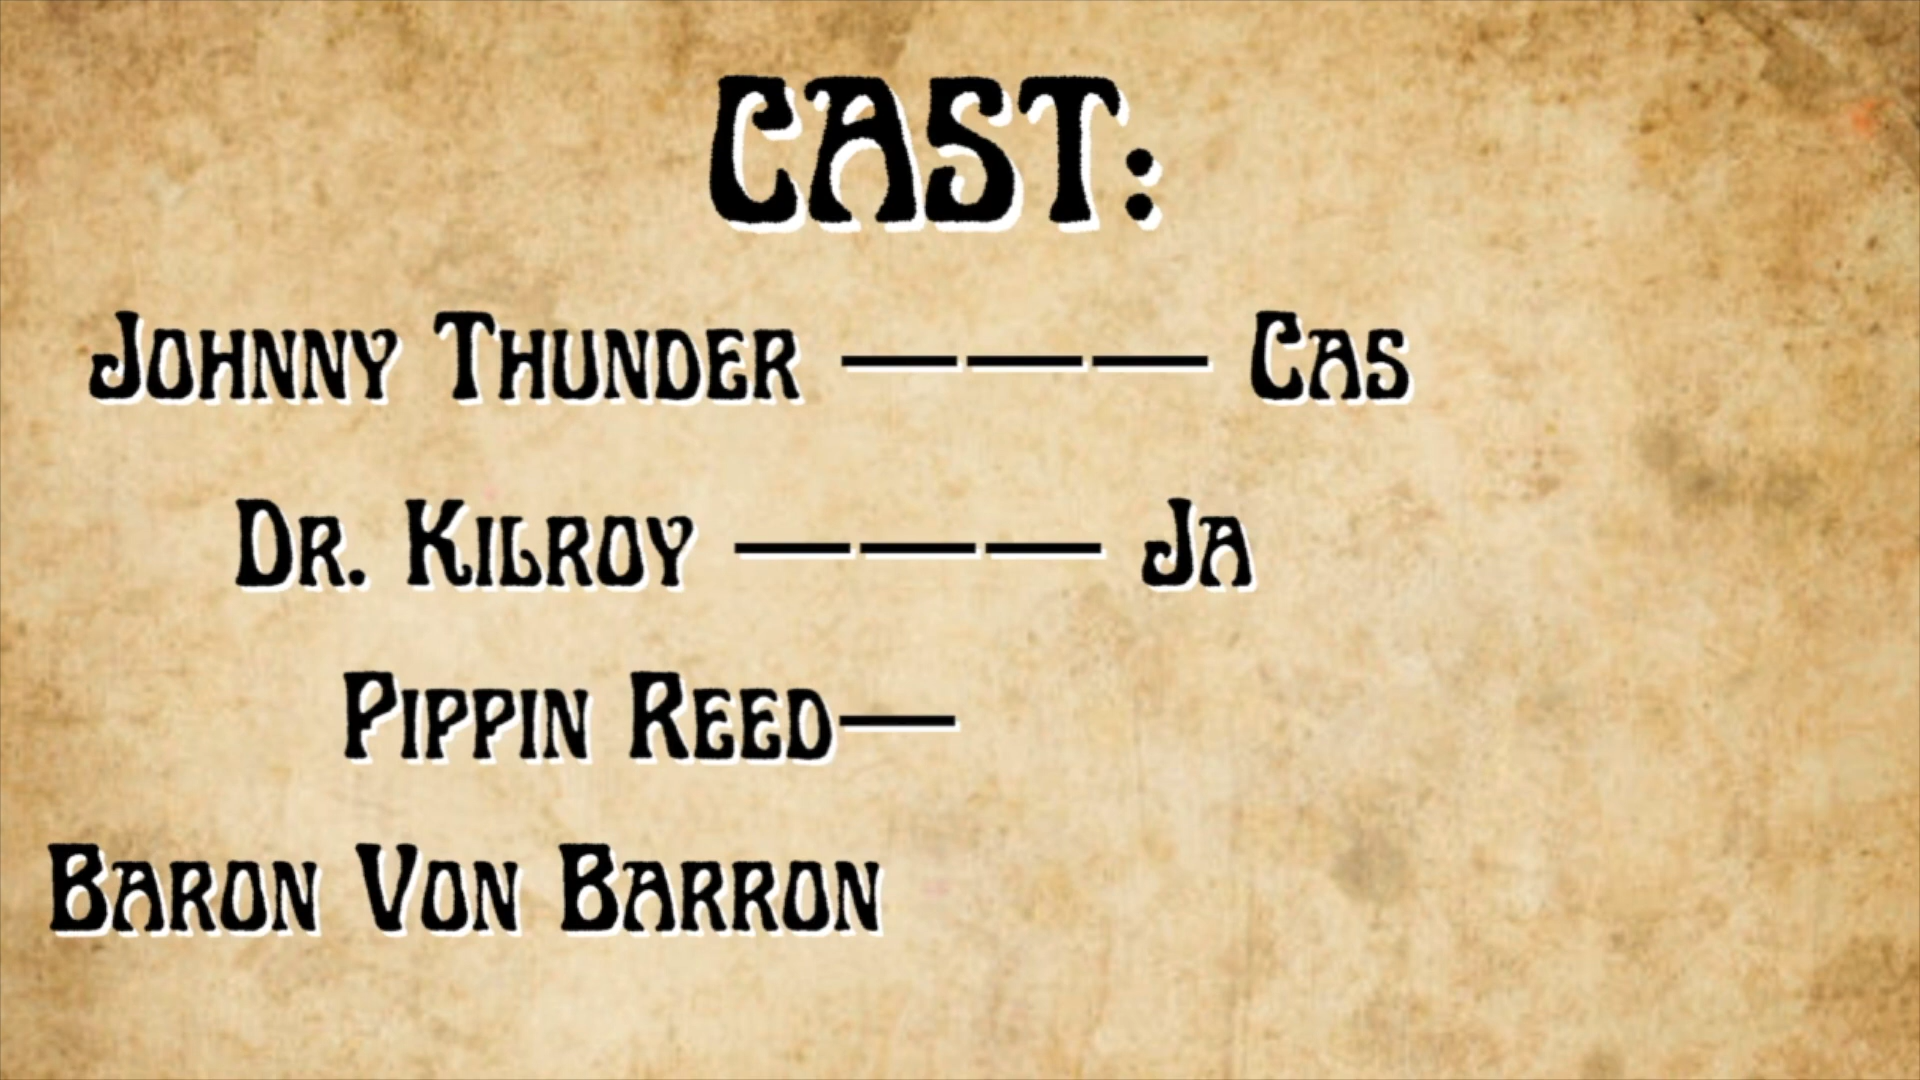 CAST:
JOHNNY THUNDER ——— CAS
DR. KILROY ——— JA
PIPPIN REED—
BARON VON BARRON